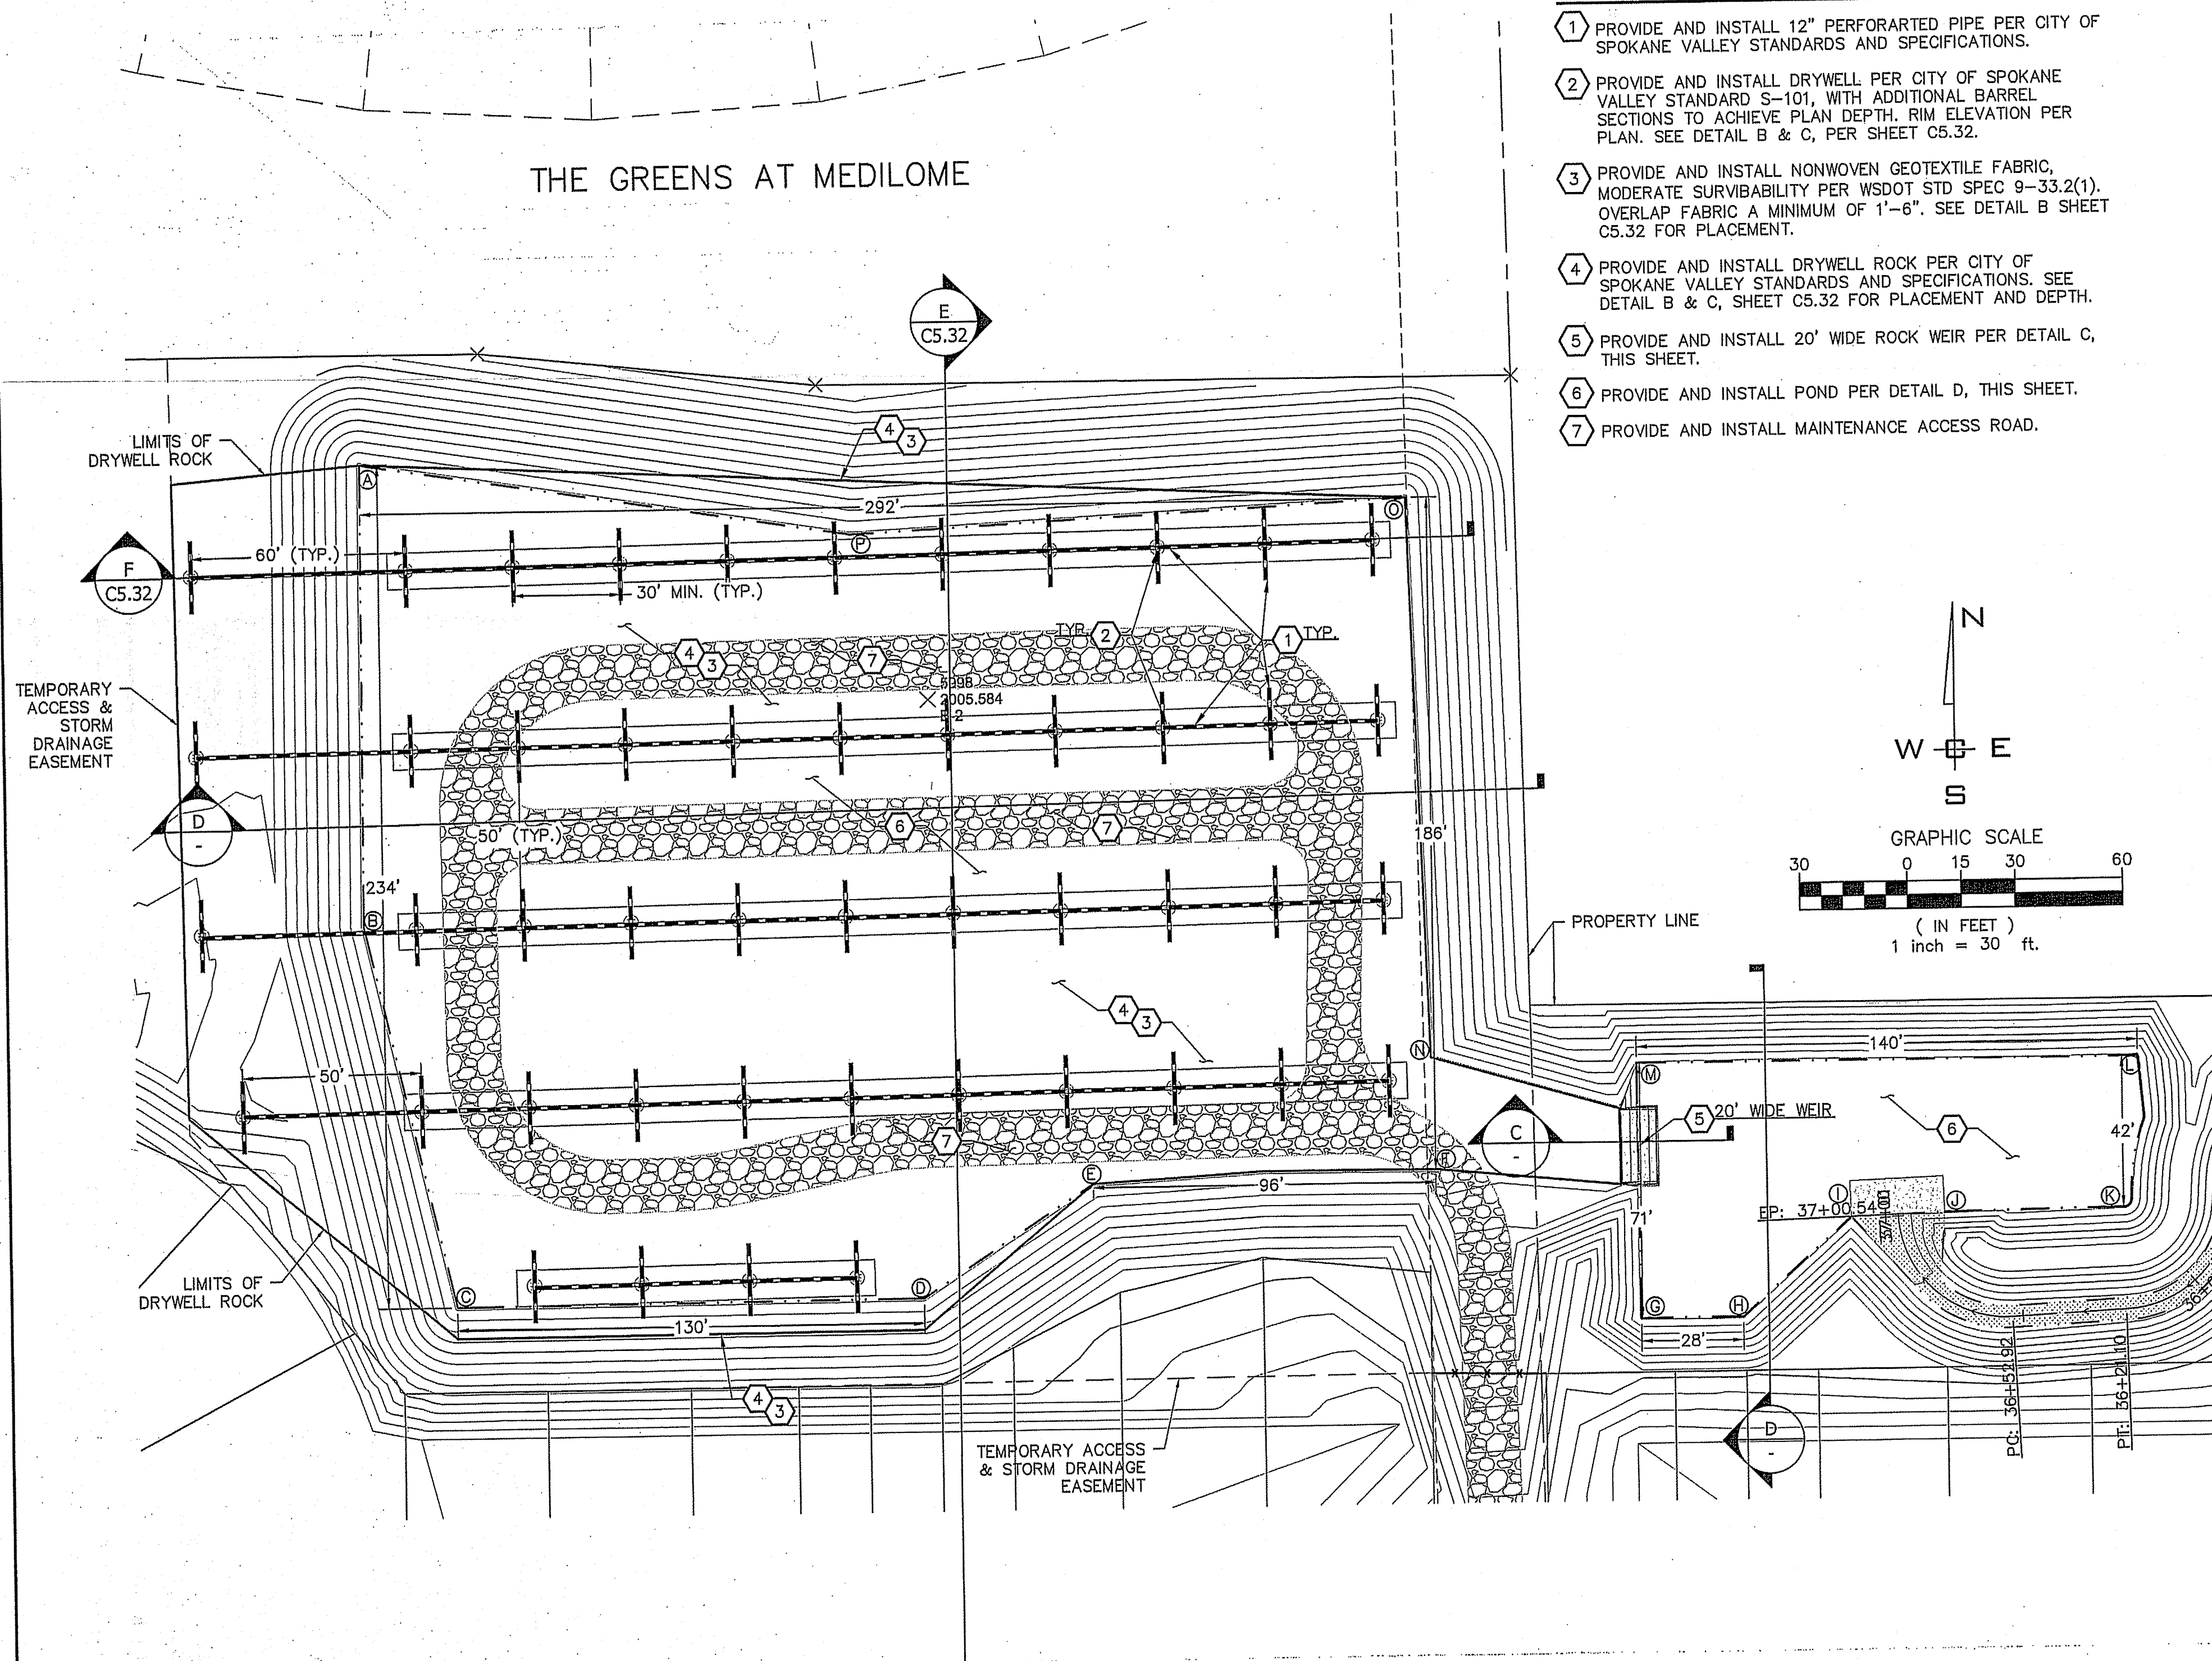 1 PROVIDE AND INSTALL 12" PERFORARTED PIPE PER CITY OF
SPOKANE VALLEY STANDARDS AND SPECIFICATIONS.
2 PROVIDE AND INSTALL DRYWELL PER CITY OF SPOKANE
VALLEY STANDARD S-101, WITH ADDITIONAL BARREL
SECTIONS TO ACHIEVE PLAN DEPTH. RIM ELEVATION PER
PLAN. SEE DETAIL B & C, PER SHEET C5.32.
3 PROVIDE AND INSTALL NONWOVEN GEOTEXTILE FABRIC,
MODERATE SURVIBABILITY PER WSDOT STD SPEC 9-33.2(1).
OVERLAP FABRIC A MINIMUM OF 1'-6". SEE DETAIL B SHEET
C5.32 FOR PLACEMENT.
4 PROVIDE AND INSTALL DRYWELL ROCK PER CITY OF
SPOKANE VALLEY STANDARDS AND SPECIFICATIONS. SEE
DETAIL B & C, SHEET C5.32 FOR PLACEMENT AND DEPTH.
5 PROVIDE AND INSTALL 20' WIDE ROCK WEIR PER DETAIL C,
THIS SHEET.
6 PROVIDE AND INSTALL POND PER DETAIL D, THIS SHEET.
7 PROVIDE AND INSTALL MAINTENANCE ACCESS ROAD.
THE GREENS AT MEDILOME
E
C5.32
LIMITS OF
DRYWELL ROCK
4
3
A
292'
O
P
60' (TYP.)
F
C5.32
30' MIN. (TYP.)
4
3
7
TYP. 2
1 TYP.
5998
2005.584
TEMPORARY
ACCESS &
STORM
DRAINAGE
EASEMENT
D
-
50' (TYP.)
6
7
186'
234'
B
N
W E
S
GRAPHIC SCALE
30 0 15 30 60
( IN FEET )
1 inch = 30 ft.
PROPERTY LINE
4
3
N
140'
M
L
50'
C
-
5 20' WIDE WEIR
6
42'
7
E
F
96'
I
J
K
EP: 37+00.54
37+00
71'
C
D
G
H
28'
LIMITS OF
DRYWELL ROCK
130'
4
3
TEMPORARY ACCESS
& STORM DRAINAGE
EASEMENT
D
-
PC: 36+52.92
PT: 36+21.10